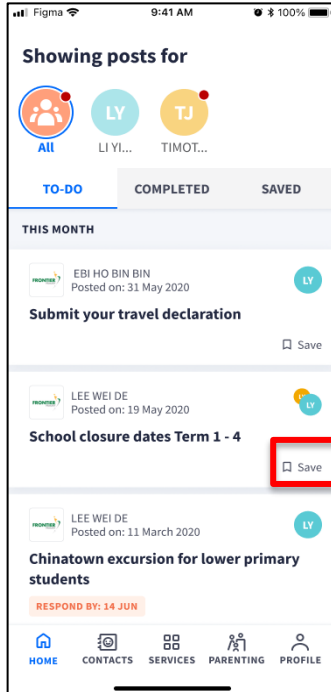 Figma 9:41 AM 100%
Showing posts for
LY TJ
All LI YI... TIMOT...
TO-DO COMPLETED SAVED
THIS MONTH
FRONTIER EBI HO BIN BIN LY
Posted on: 31 May 2020
Submit your travel declaration
Save
FRONTIER LEE WEI DE LY
Posted on: 19 May 2020
School closure dates Term 1 - 4
Save
FRONTIER LEE WEI DE LY
Posted on: 11 March 2020
Chinatown excursion for lower primary
students
RESPOND BY: 14 JUN
HOME CONTACTS SERVICES PARENTING PROFILE